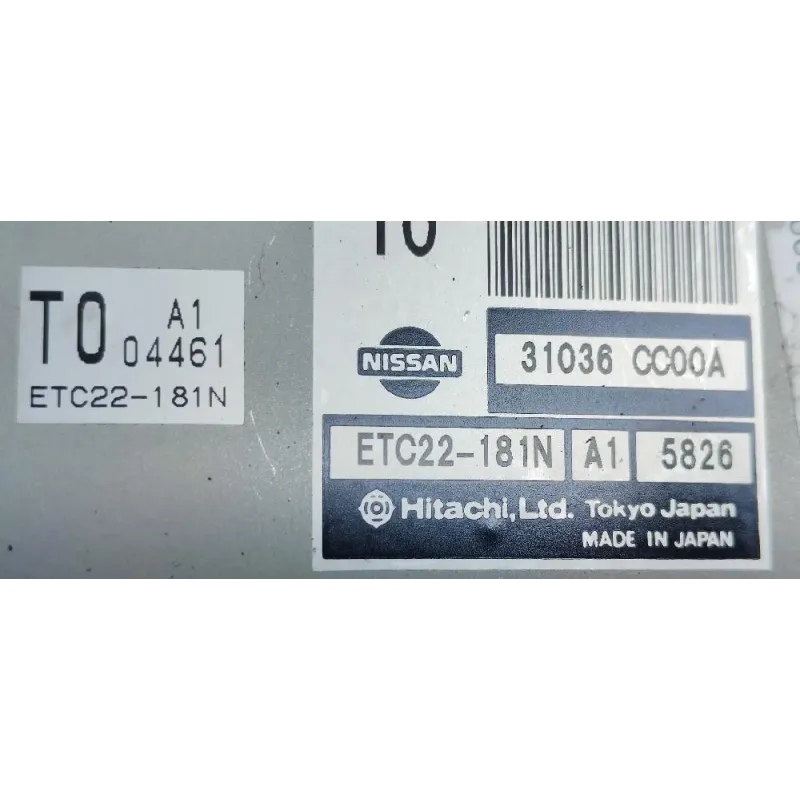 T0
A1
04461
ETC22-181N
T0
NISSAN
31036 CC00A
ETC22-181N A1 5826
Hitachi, Ltd. Tokyo Japan
MADE IN JAPAN